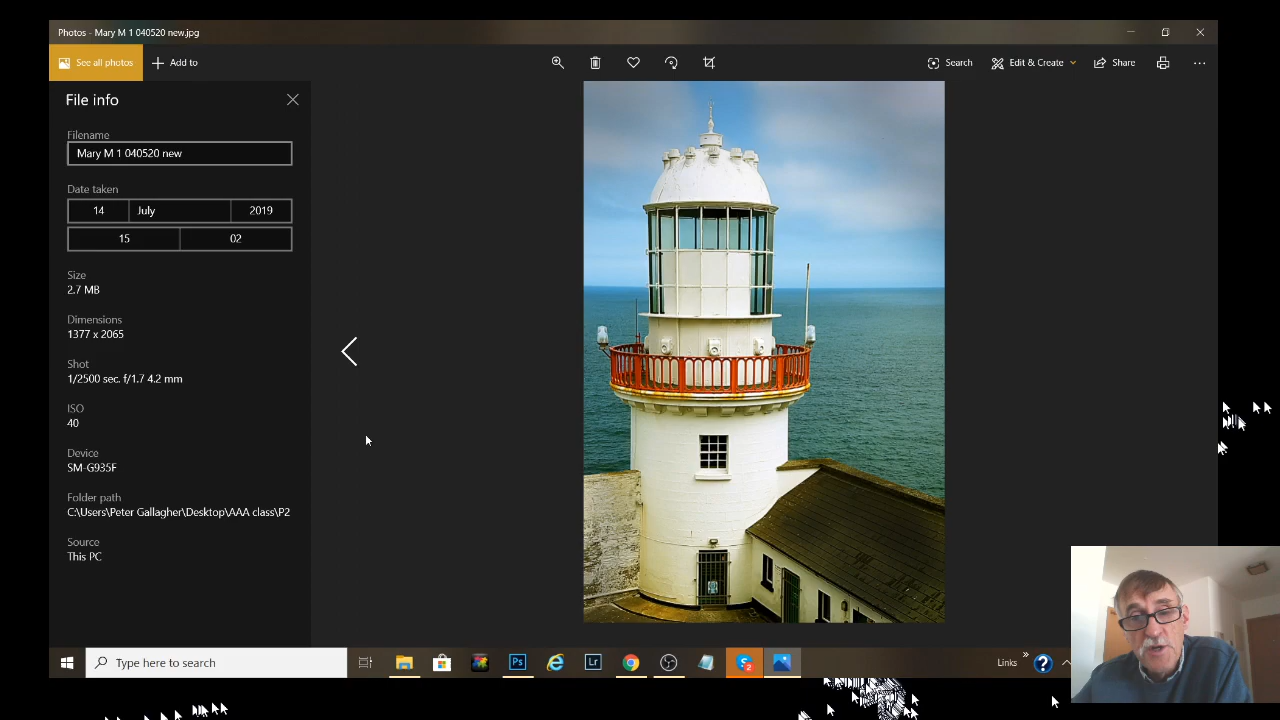 Photos - Mary M 1 040520 new.jpg
See all photos
Add to
Search
Edit & Create
Share
File info
Filename
Mary M 1 040520 new
Date taken
14 July 2019
15 02
Size
2.7 MB
Dimensions
1377 x 2065
Shot
1/2500 sec. f/1.7 4.2 mm
ISO
40
Device
SM-G935F
Folder path
C:\Users\Peter Gallagher\Desktop\AAA class\P2
Source
This PC
Type here to search
Ps
Lr
2
Links
»
?